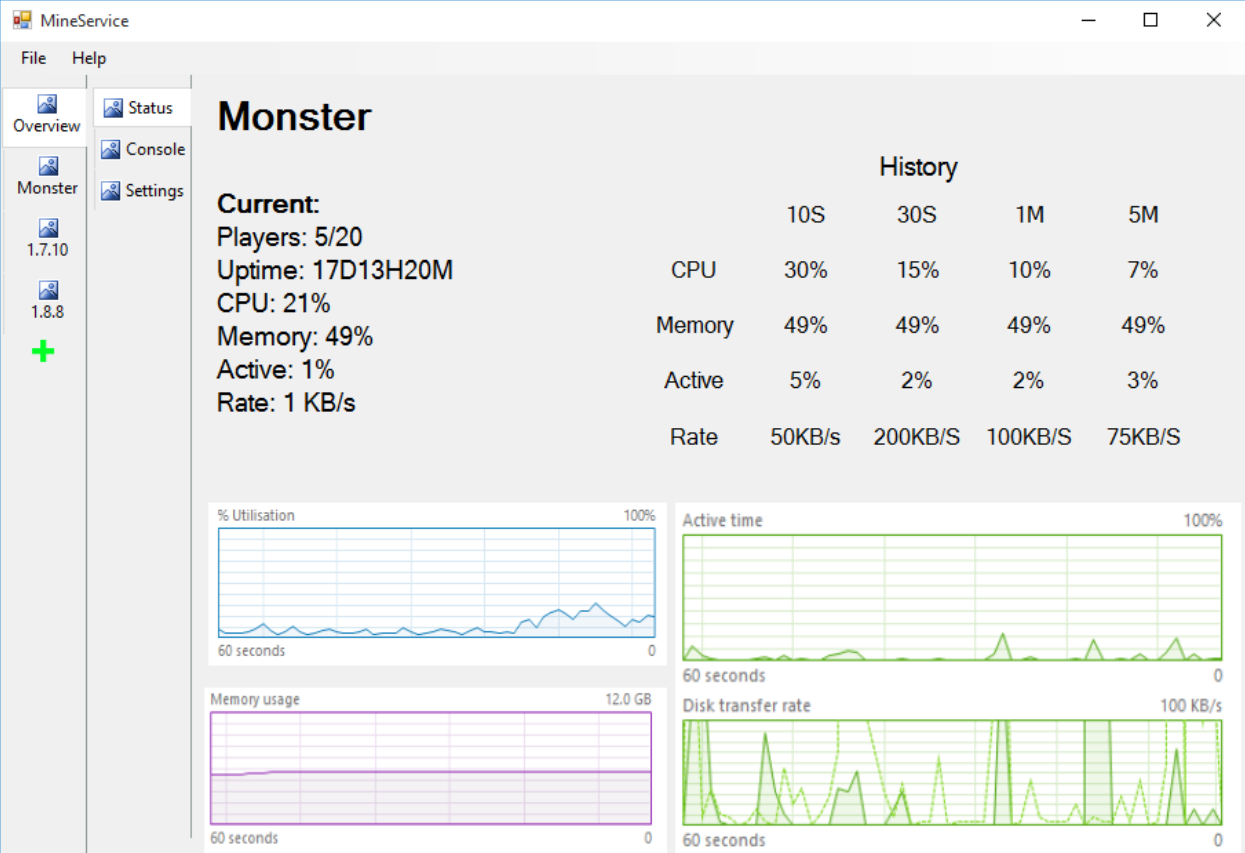 MineService
File Help
Overview
Monster
1.7.10
1.8.8
Status
Console
Settings
Monster
Current:
Players: 5/20
Uptime: 17D13H20M
CPU: 21%
Memory: 49%
Active: 1%
Rate: 1 KB/s
History
10S 30S 1M 5M
CPU 30% 15% 10% 7%
Memory 49% 49% 49% 49%
Active 5% 2% 2% 3%
Rate 50KB/s 200KB/S 100KB/S 75KB/S
% Utilisation 100%
60 seconds 0
Memory usage 12.0 GB
60 seconds 0
Active time 100%
60 seconds 0
Disk transfer rate 100 KB/s
60 seconds 0